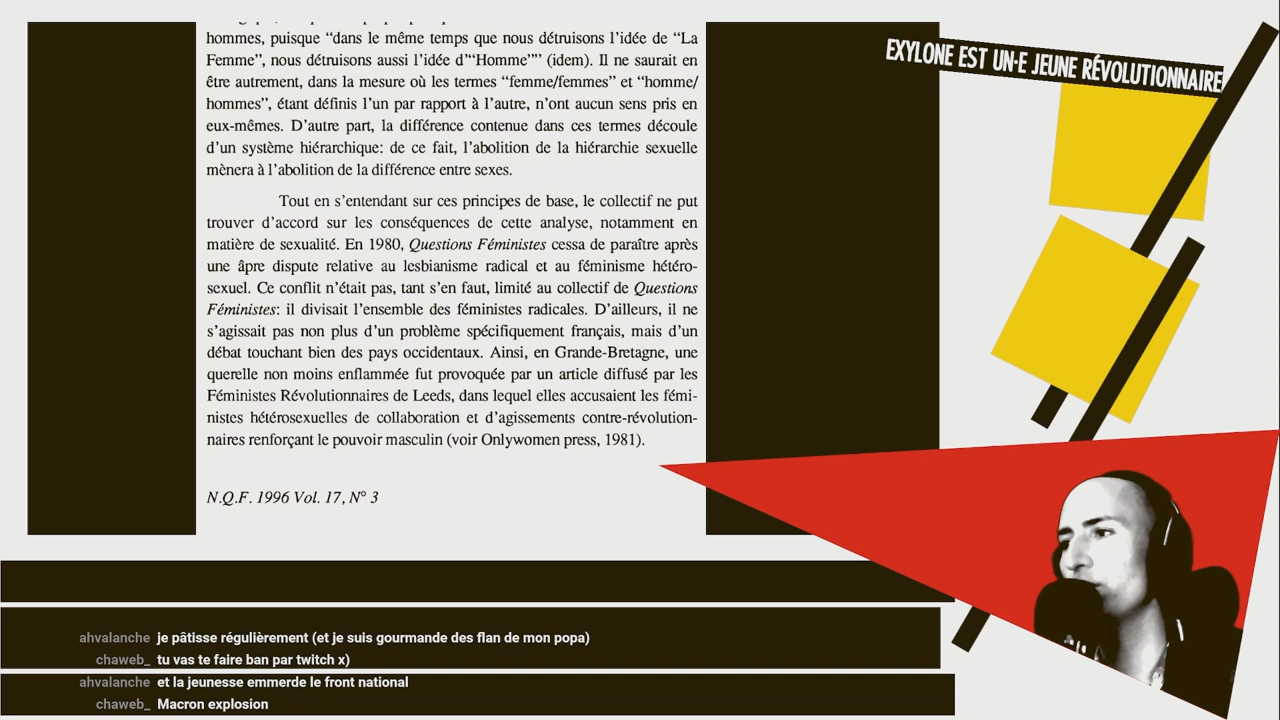 hommes, puisque “dans le même temps que nous détruisons l’idée de “La
Femme”, nous détruisons aussi l’idée d’“Homme”” (idem). Il ne saurait en
être autrement, dans la mesure où les termes “femme/femmes” et “homme/
hommes”, étant définis l’un par rapport à l’autre, n’ont aucun sens pris en
eux-mêmes. D’autre part, la différence contenue dans ces termes découle
d’un système hiérarchique: de ce fait, l’abolition de la hiérarchie sexuelle
mènera à l’abolition de la différence entre sexes.
Tout en s’entendant sur ces principes de base, le collectif ne put
trouver d’accord sur les conséquences de cette analyse, notamment en
matière de sexualité. En 1980, Questions Féministes cessa de paraître après
une âpre dispute relative au lesbianisme radical et au féminisme hétéro-
sexuel. Ce conflit n’était pas, tant s’en faut, limité au collectif de Questions
Féministes: il divisait l’ensemble des féministes radicales. D’ailleurs, il ne
s’agissait pas non plus d’un problème spécifiquement français, mais d’un
débat touchant bien des pays occidentaux. Ainsi, en Grande-Bretagne, une
querelle non moins enflammée fut provoquée par un article diffusé par les
Féministes Révolutionnaires de Leeds, dans lequel elles accusaient les fémi-
nistes hétérosexuelles de collaboration et d’agissements contre-révolution-
naires renforçant le pouvoir masculin (voir Onlywomen press, 1981).
N.Q.F. 1996 Vol. 17, N° 3
EXYLONE EST UN·E JEUNE RÉVOLUTIONNAIRE
ahvalanche je pâtisse régulièrement (et je suis gourmande des flan de mon popa)
chaweb_ tu vas te faire ban par twitch x)
ahvalanche et la jeunesse emmerde le front national
chaweb_ Macron explosion